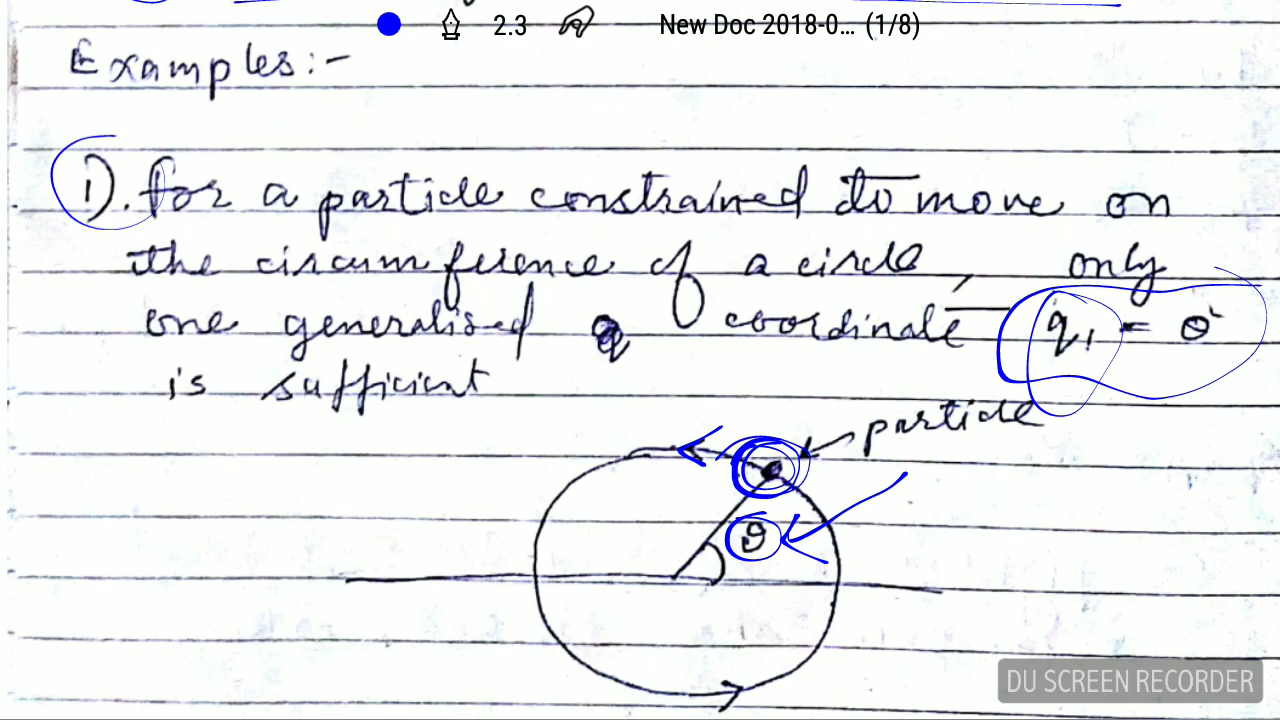 2.3 New Doc 2018-0... (1/8)
Examples:-
1). for a particle constrained to move on
the circumference of a circle, only
one generalised coordinate q1 = θ
is sufficient
particle
θ
DU SCREEN RECORDER